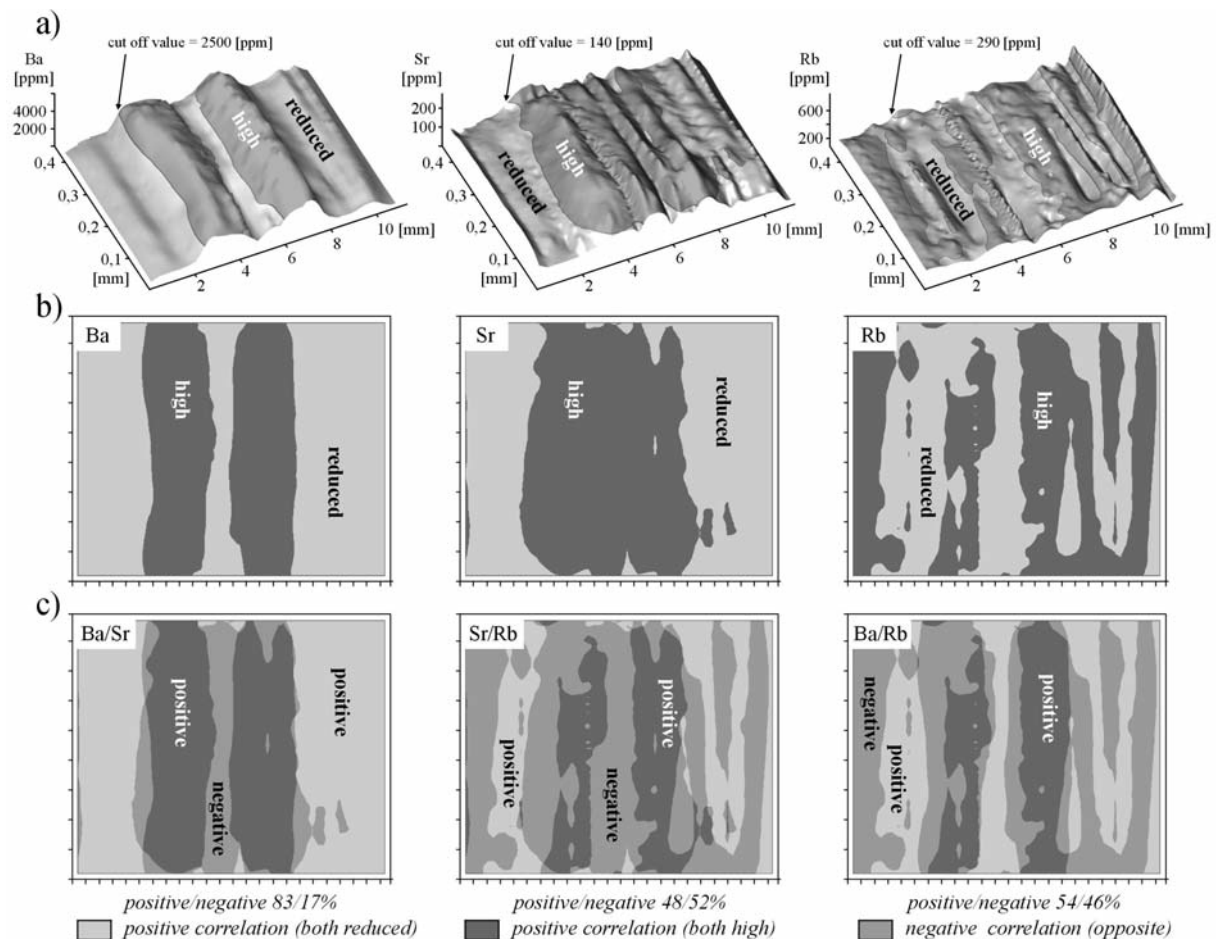 a)
cut off value = 2500 [ppm]
Ba
[ppm]
4000
2000
0,4
0,3
0,2
0,1
[mm]
2
4
6
8
10 [mm]
high
reduced
cut off value = 140 [ppm]
Sr
[ppm]
200
100
0,4
0,3
0,2
0,1
[mm]
2
4
6
8
10 [mm]
reduced
high
cut off value = 290 [ppm]
Rb
[ppm]
600
200
0,4
0,3
0,2
0,1
[mm]
2
4
6
8
10 [mm]
reduced
high
b)
Ba
high
reduced
Sr
high
reduced
Rb
reduced
high
c)
Ba/Sr
positive
negative
positive
Sr/Rb
positive
negative
positive
Ba/Rb
negative
positive
positive
positive/negative 83/17%
positive/negative 48/52%
positive/negative 54/46%
positive correlation (both reduced)
positive correlation (both high)
negative correlation (opposite)